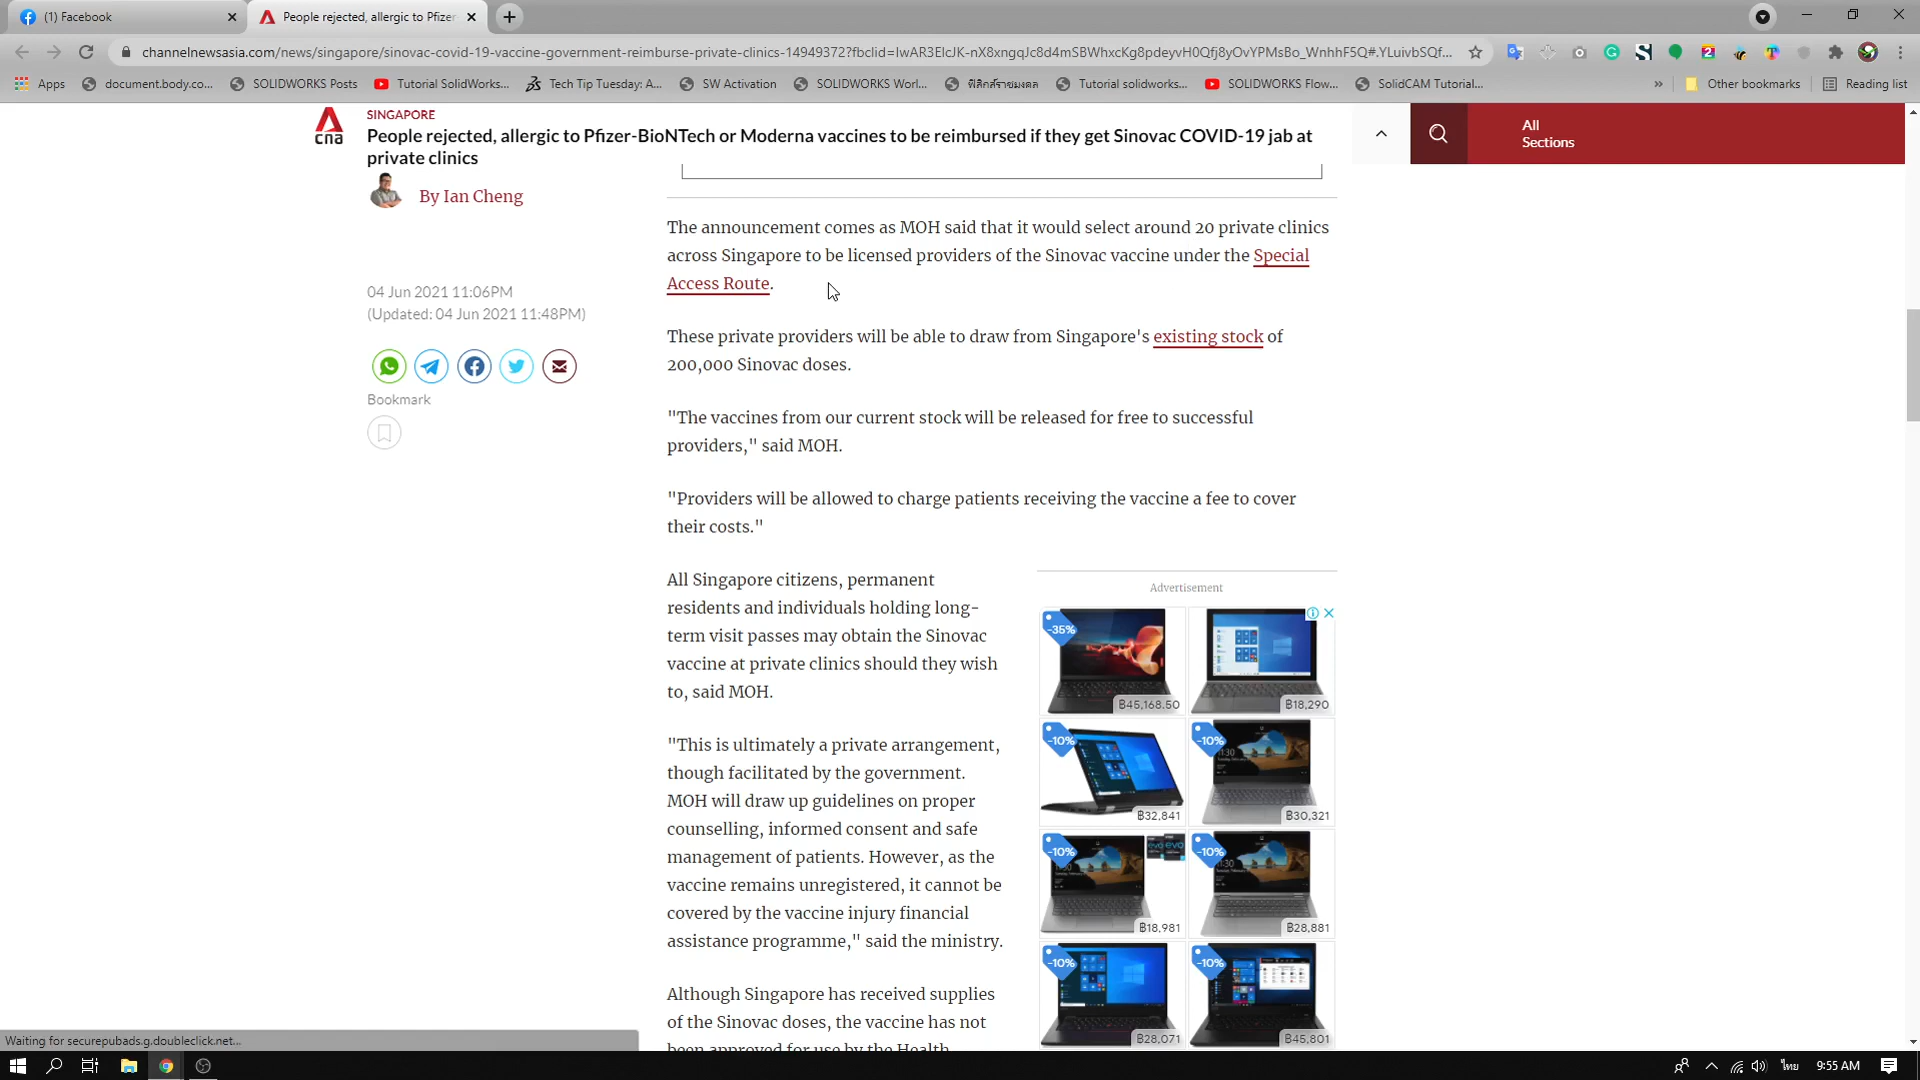 (1) Facebook
People rejected, allergic to Pfizer
channelnewsasia.com/news/singapore/sinovac-covid-19-vaccine-government-reimburse-private-clinics-14949372?fbclid=IwAR3ElcJK-nX8xngqJc8d4mSBWhxcKg8pdeyvH0Qfj8yOvYPMsBo_WnhhF5Q#.YLuivbSQf...
Apps
document.body.co...
SOLIDWORKS Posts
Tutorial SolidWorks...
Tech Tip Tuesday: A...
SW Activation
SOLIDWORKS Worl...
ฟิสิกส์ราชมงคล
Tutorial solidworks...
SOLIDWORKS Flow...
SolidCAM Tutorial...
»
Other bookmarks
Reading list
cna
SINGAPORE
People rejected, allergic to Pfizer-BioNTech or Moderna vaccines to be reimbursed if they get Sinovac COVID-19 jab at
private clinics
All
Sections
By Ian Cheng
04 Jun 2021 11:06PM
(Updated: 04 Jun 2021 11:48PM)
Bookmark
The announcement comes as MOH said that it would select around 20 private clinics
across Singapore to be licensed providers of the Sinovac vaccine under the Special
Access Route.
These private providers will be able to draw from Singapore's existing stock of
200,000 Sinovac doses.
"The vaccines from our current stock will be released for free to successful
providers," said MOH.
"Providers will be allowed to charge patients receiving the vaccine a fee to cover
their costs."
All Singapore citizens, permanent
residents and individuals holding long-
term visit passes may obtain the Sinovac
vaccine at private clinics should they wish
to, said MOH.
"This is ultimately a private arrangement,
though facilitated by the government.
MOH will draw up guidelines on proper
counselling, informed consent and safe
management of patients. However, as the
vaccine remains unregistered, it cannot be
covered by the vaccine injury financial
assistance programme," said the ministry.
Although Singapore has received supplies
of the Sinovac doses, the vaccine has not
been approved for use by the Health
Advertisement
-35%
฿45,168.50
฿18,290
-10%
฿32,841
-10%
฿30,321
-10%
evo
evo
฿18,981
-10%
฿28,881
-10%
฿28,071
-10%
฿45,801
Waiting for securepubads.g.doubleclick.net...
ไทย
9:55 AM